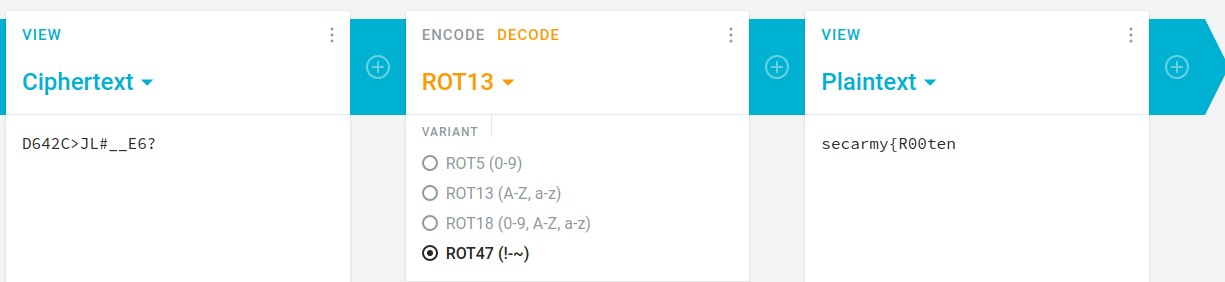 VIEW
Ciphertext
D642C>JL#__E6?
ENCODE DECODE
ROT13
VARIANT
ROT5 (0-9)
ROT13 (A-Z, a-z)
ROT18 (0-9, A-Z, a-z)
ROT47 (!-~)
VIEW
Plaintext
secarmy{R00ten